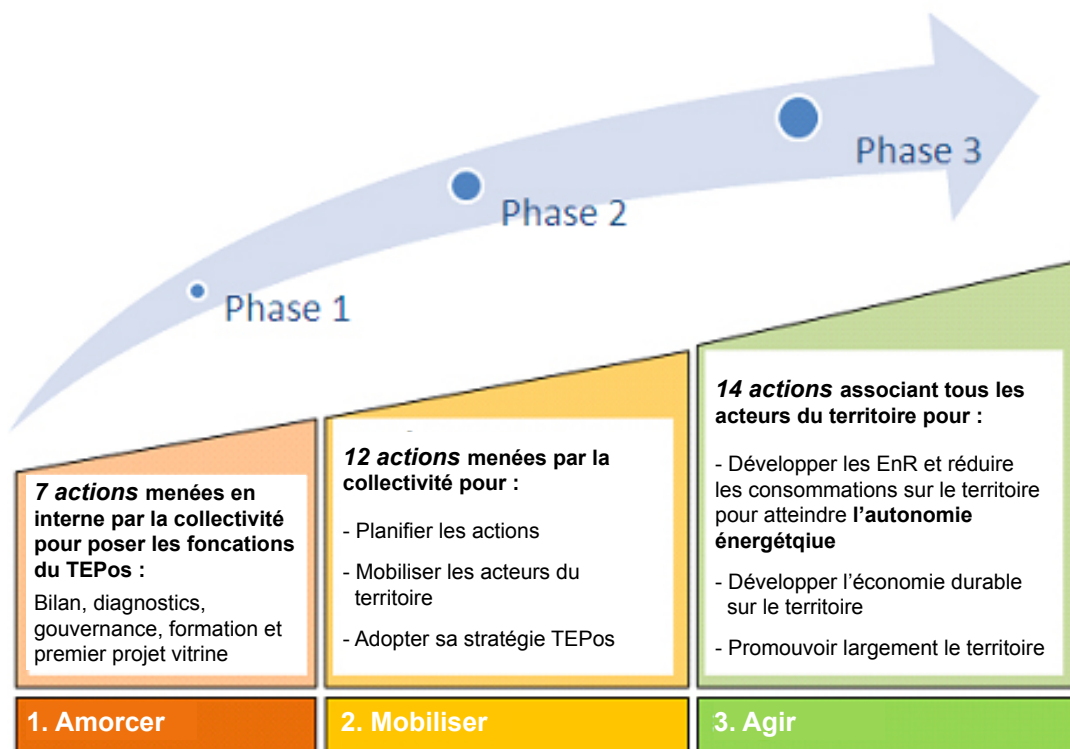 Phase 1
Phase 2
Phase 3
7 actions menées en
interne par la collectivité
pour poser les foncations
du TEPos :
Bilan, diagnostics,
gouvernance, formation et
premier projet vitrine
1. Amorcer
12 actions menées par la
collectivité pour :
- Planifier les actions
- Mobiliser les acteurs du
territoire
- Adopter sa stratégie TEPos
2. Mobiliser
14 actions associant tous les
acteurs du territoire pour :
- Développer les EnR et réduire
les consommations sur le territoire
pour atteindre l’autonomie
énergétqiue
- Développer l’économie durable
sur le territoire
- Promouvoir largement le territoire
3. Agir